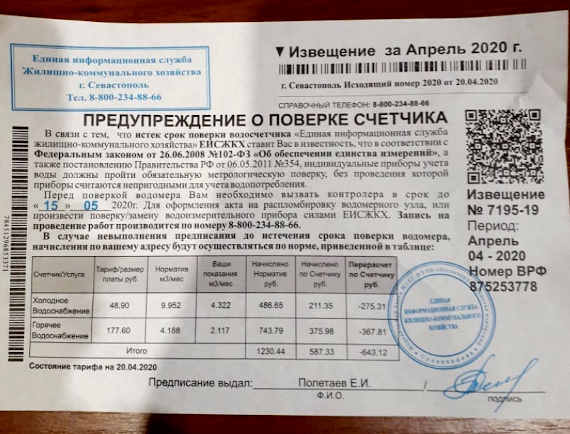 Единая информационная служба
Жилищно-коммунального хозяйства
г. Севастополь
Тел. 8-800-234-88-66
▼ Извещение за Апрель 2020 г.
г. Севастополь Исходящий номер 2020 от 20.04.2020
СПРАВОЧНЫЙ ТЕЛЕФОН: 8-800-234-88-66
ПРЕДУПРЕЖДЕНИЕ О ПОВЕРКЕ СЧЕТЧИКА
В связи с тем, что истек срок поверки водосчетчика «Единая информационная служба
жилищно-коммунального хозяйства» ЕИСЖКХ ставит Вас в известность, что в соответствии с
Федеральным законом от 26.06.2008 №102-ФЗ «Об обеспечении единства измерений», а
также постановлению Правительства РФ от 06.05.2011 №354, индивидуальные приборы учета
воды должны пройти обязательную метрологическую поверку, без проведения которой
приборы считаются непригодными для учета водопотребления.
Перед поверкой водомера Вам необходимо вызвать контролера в срок до
« 15 » 05 2020г. Для оформления акта на распломбировку водомерного узла, или
произвести поверку/замену водоизмерительного прибора силами ЕИСЖКХ. Запись на
проведение работ производится по номеру 8-800-234-88-66.
В случае невыполнения предписания до истечения срока поверки водомера,
начисления по вашему адресу будут осуществляться по норме, приведенной в таблице:
Извещение
№ 7195-19
Период:
Апрель
04 - 2020
Номер ВРФ
875253778
Счетчик/Услуга Тариф/размер платы руб. Норматив м3/мес Ваши показания м3/мес Начислено Норматив руб. Начислено по Счетчику руб. Перерасчет по Счетчику руб.
Холодное Водоснабжение 48.90 9.952 4.322 486.65 211.35 -275.31
Горячее Водоснабжение 177.60 4.188 2.117 743.79 375.98 -367.81
Итого 1230.44 587.33 -643.12
Состояние тарифа на 20.04.2020
ЕДИНАЯ
ИНФОРМАЦИОННАЯ СЛУЖБА
ЖИЛИЩНО-КОММУНАЛЬНОГО
ХОЗЯЙСТВА
Предписание выдал: Полетаев Е.И.
Ф.И.О.
подпись